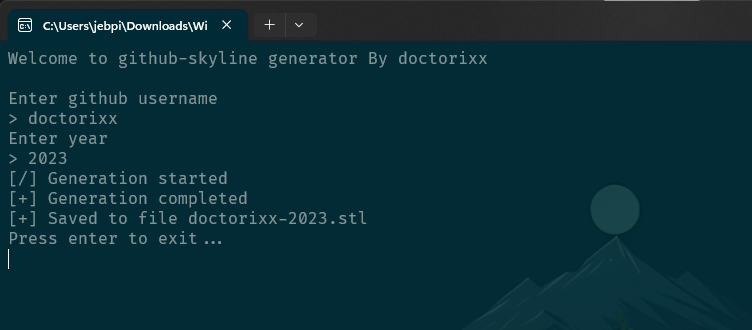 C:\Users\jebpi\Downloads\Wi
Welcome to github-skyline generator By doctorixx
Enter github username
> doctorixx
Enter year
> 2023
[/] Generation started
[+] Generation completed
[+] Saved to file doctorixx-2023.stl
Press enter to exit...